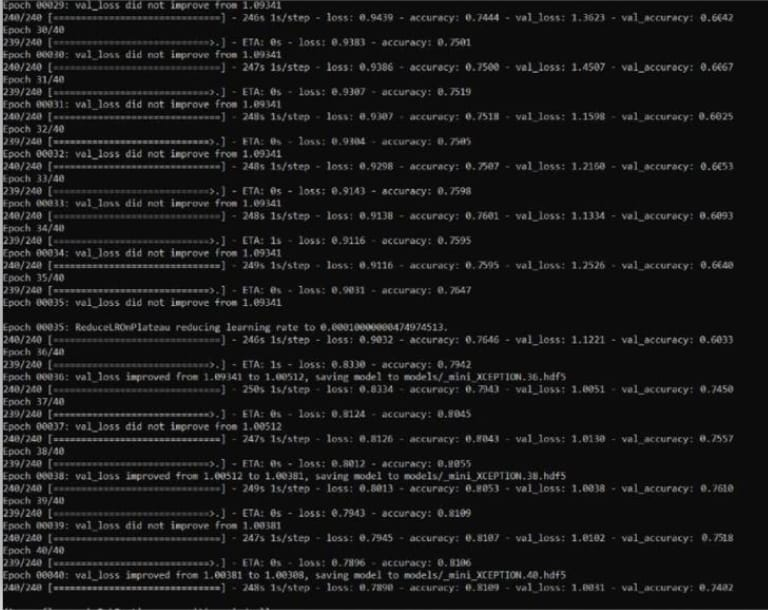 Epoch 00029: val_loss did not improve from 1.09341
240/240 [==============================] - 246s 1s/step - loss: 0.9439 - accuracy: 0.7444 - val_loss: 1.3623 - val_accuracy: 0.6642
Epoch 30/40
239/240 [============================>.] - ETA: 0s - loss: 0.9383 - accuracy: 0.7501
Epoch 00030: val_loss did not improve from 1.09341
240/240 [==============================] - 247s 1s/step - loss: 0.9386 - accuracy: 0.7500 - val_loss: 1.4507 - val_accuracy: 0.6067
Epoch 31/40
239/240 [============================>.] - ETA: 0s - loss: 0.9307 - accuracy: 0.7519
Epoch 00031: val_loss did not improve from 1.09341
240/240 [==============================] - 248s 1s/step - loss: 0.9307 - accuracy: 0.7518 - val_loss: 1.1598 - val_accuracy: 0.6025
Epoch 32/40
239/240 [============================>.] - ETA: 0s - loss: 0.9304 - accuracy: 0.7505
Epoch 00032: val_loss did not improve from 1.09341
240/240 [==============================] - 248s 1s/step - loss: 0.9298 - accuracy: 0.7507 - val_loss: 1.2160 - val_accuracy: 0.6653
Epoch 33/40
239/240 [============================>.] - ETA: 0s - loss: 0.9143 - accuracy: 0.7598
Epoch 00033: val_loss did not improve from 1.09341
240/240 [==============================] - 248s 1s/step - loss: 0.9138 - accuracy: 0.7601 - val_loss: 1.1334 - val_accuracy: 0.6093
Epoch 34/40
239/240 [============================>.] - ETA: 1s - loss: 0.9116 - accuracy: 0.7595
Epoch 00034: val_loss did not improve from 1.09341
240/240 [==============================] - 249s 1s/step - loss: 0.9116 - accuracy: 0.7595 - val_loss: 1.2526 - val_accuracy: 0.6640
Epoch 35/40
239/240 [============================>.] - ETA: 0s - loss: 0.9031 - accuracy: 0.7647
Epoch 00035: val_loss did not improve from 1.09341
Epoch 00035: ReduceLROnPlateau reducing learning rate to 0.00010000000474974513.
240/240 [==============================] - 246s 1s/step - loss: 0.9032 - accuracy: 0.7646 - val_loss: 1.1221 - val_accuracy: 0.6033
Epoch 36/40
239/240 [============================>.] - ETA: 1s - loss: 0.8330 - accuracy: 0.7942
Epoch 00036: val_loss improved from 1.09341 to 1.00512, saving model to models/_mini_XCEPTION.36.hdf5
240/240 [==============================] - 250s 1s/step - loss: 0.8334 - accuracy: 0.7943 - val_loss: 1.0051 - val_accuracy: 0.7450
Epoch 37/40
239/240 [============================>.] - ETA: 0s - loss: 0.8124 - accuracy: 0.8045
Epoch 00037: val_loss did not improve from 1.00512
240/240 [==============================] - 247s 1s/step - loss: 0.8126 - accuracy: 0.8043 - val_loss: 1.0130 - val_accuracy: 0.7557
Epoch 38/40
239/240 [============================>.] - ETA: 0s - loss: 0.8012 - accuracy: 0.8055
Epoch 00038: val_loss improved from 1.00512 to 1.00381, saving model to models/_mini_XCEPTION.38.hdf5
240/240 [==============================] - 249s 1s/step - loss: 0.8013 - accuracy: 0.8053 - val_loss: 1.0038 - val_accuracy: 0.7610
Epoch 39/40
239/240 [============================>.] - ETA: 0s - loss: 0.7943 - accuracy: 0.8109
Epoch 00039: val_loss did not improve from 1.00381
240/240 [==============================] - 247s 1s/step - loss: 0.7945 - accuracy: 0.8107 - val_loss: 1.0102 - val_accuracy: 0.7518
Epoch 40/40
239/240 [============================>.] - ETA: 0s - loss: 0.7896 - accuracy: 0.8106
Epoch 00040: val_loss improved from 1.00381 to 1.00308, saving model to models/_mini_XCEPTION.40.hdf5
240/240 [==============================] - 248s 1s/step - loss: 0.7890 - accuracy: 0.8109 - val_loss: 1.0031 - val_accuracy: 0.7402